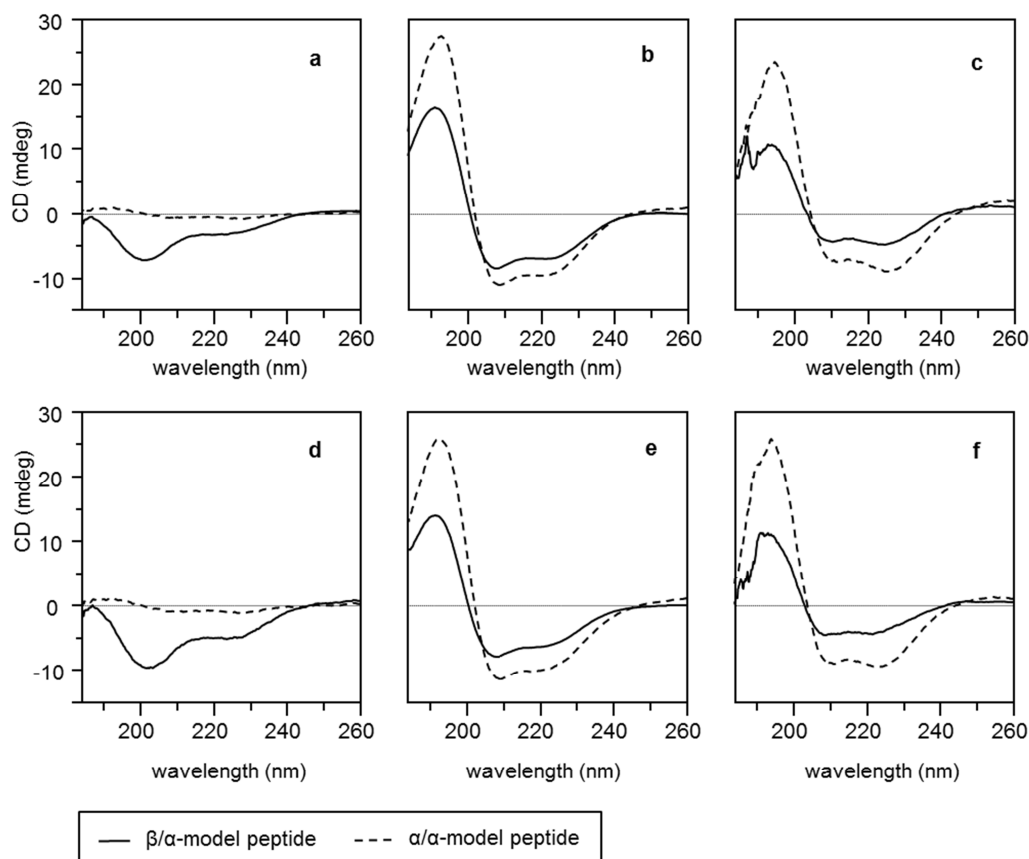 30
20
10
0
-10
CD (mdeg)
a
b
c
200 220 240 260
200 220 240 260
200 220 240 260
wavelength (nm)
wavelength (nm)
wavelength (nm)
30
20
10
0
-10
CD (mdeg)
d
e
f
200 220 240 260
200 220 240 260
200 220 240 260
wavelength (nm)
wavelength (nm)
wavelength (nm)
β/α-model peptide
α/α-model peptide